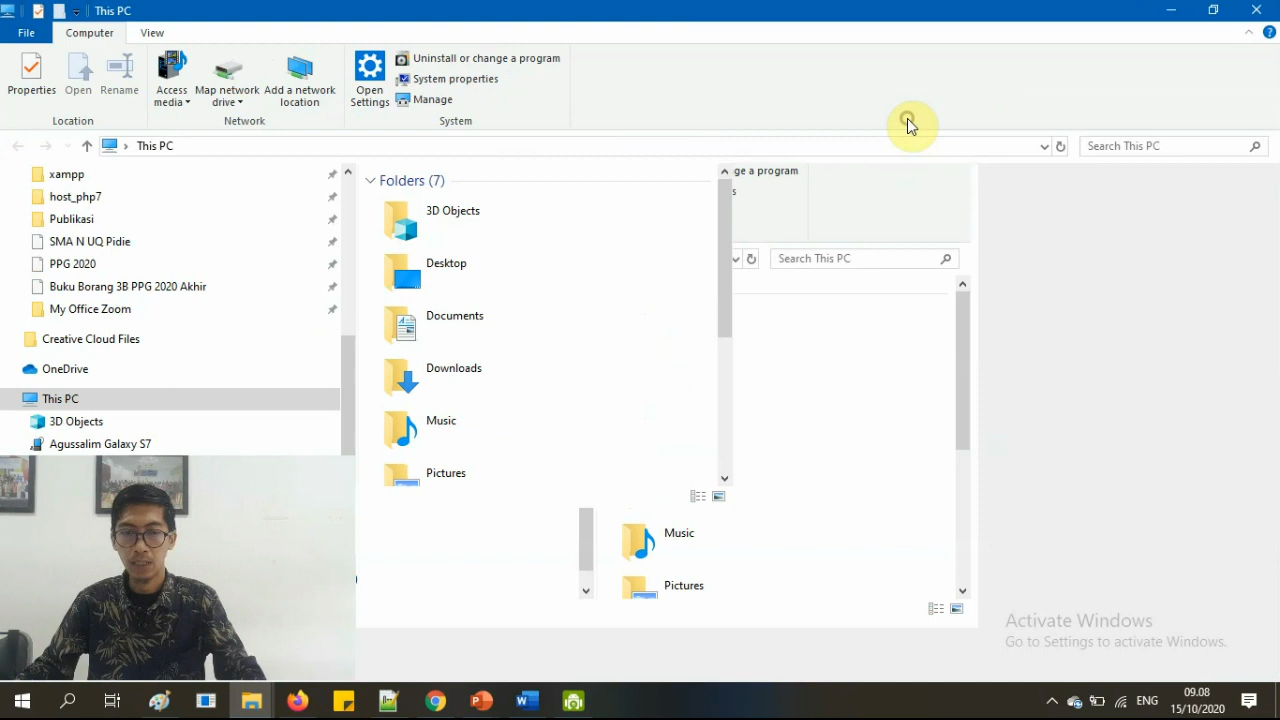 This PC
File
Computer
View
Properties
Open
Rename
Access media
Map network drive
Add a network location
Open Settings
Uninstall or change a program
System properties
Manage
Location
Network
System
This PC
Search This PC
xampp
host_php7
Publikasi
SMA N UQ Pidie
PPG 2020
Buku Borang 3B PPG 2020 Akhir
My Office Zoom
Creative Cloud Files
OneDrive
This PC
3D Objects
Agussalim Galaxy S7
Folders (7)
3D Objects
Desktop
Documents
Downloads
Music
Pictures
ge a program
s
Search This PC
Music
Pictures
Activate Windows
Go to Settings to activate Windows.
ENG
09.08
15/10/2020